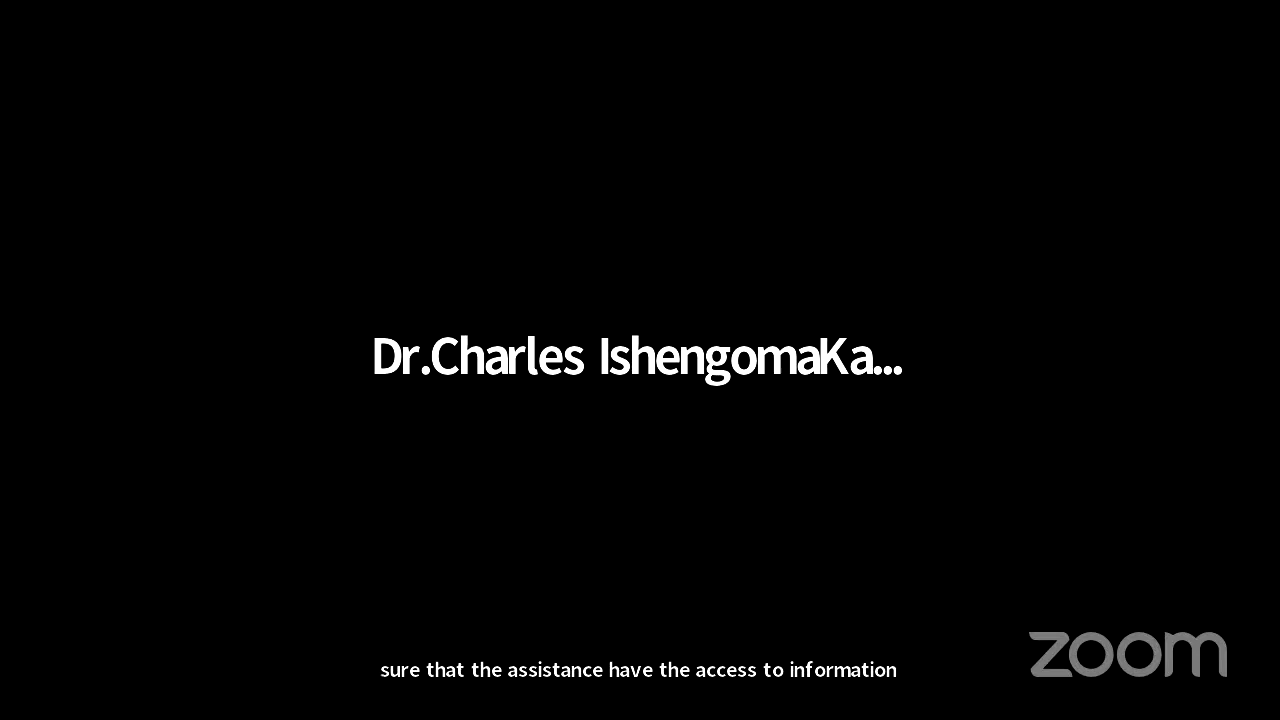 Dr.Charles IshengomaKa...
sure that the assistance have the access to information
zoom